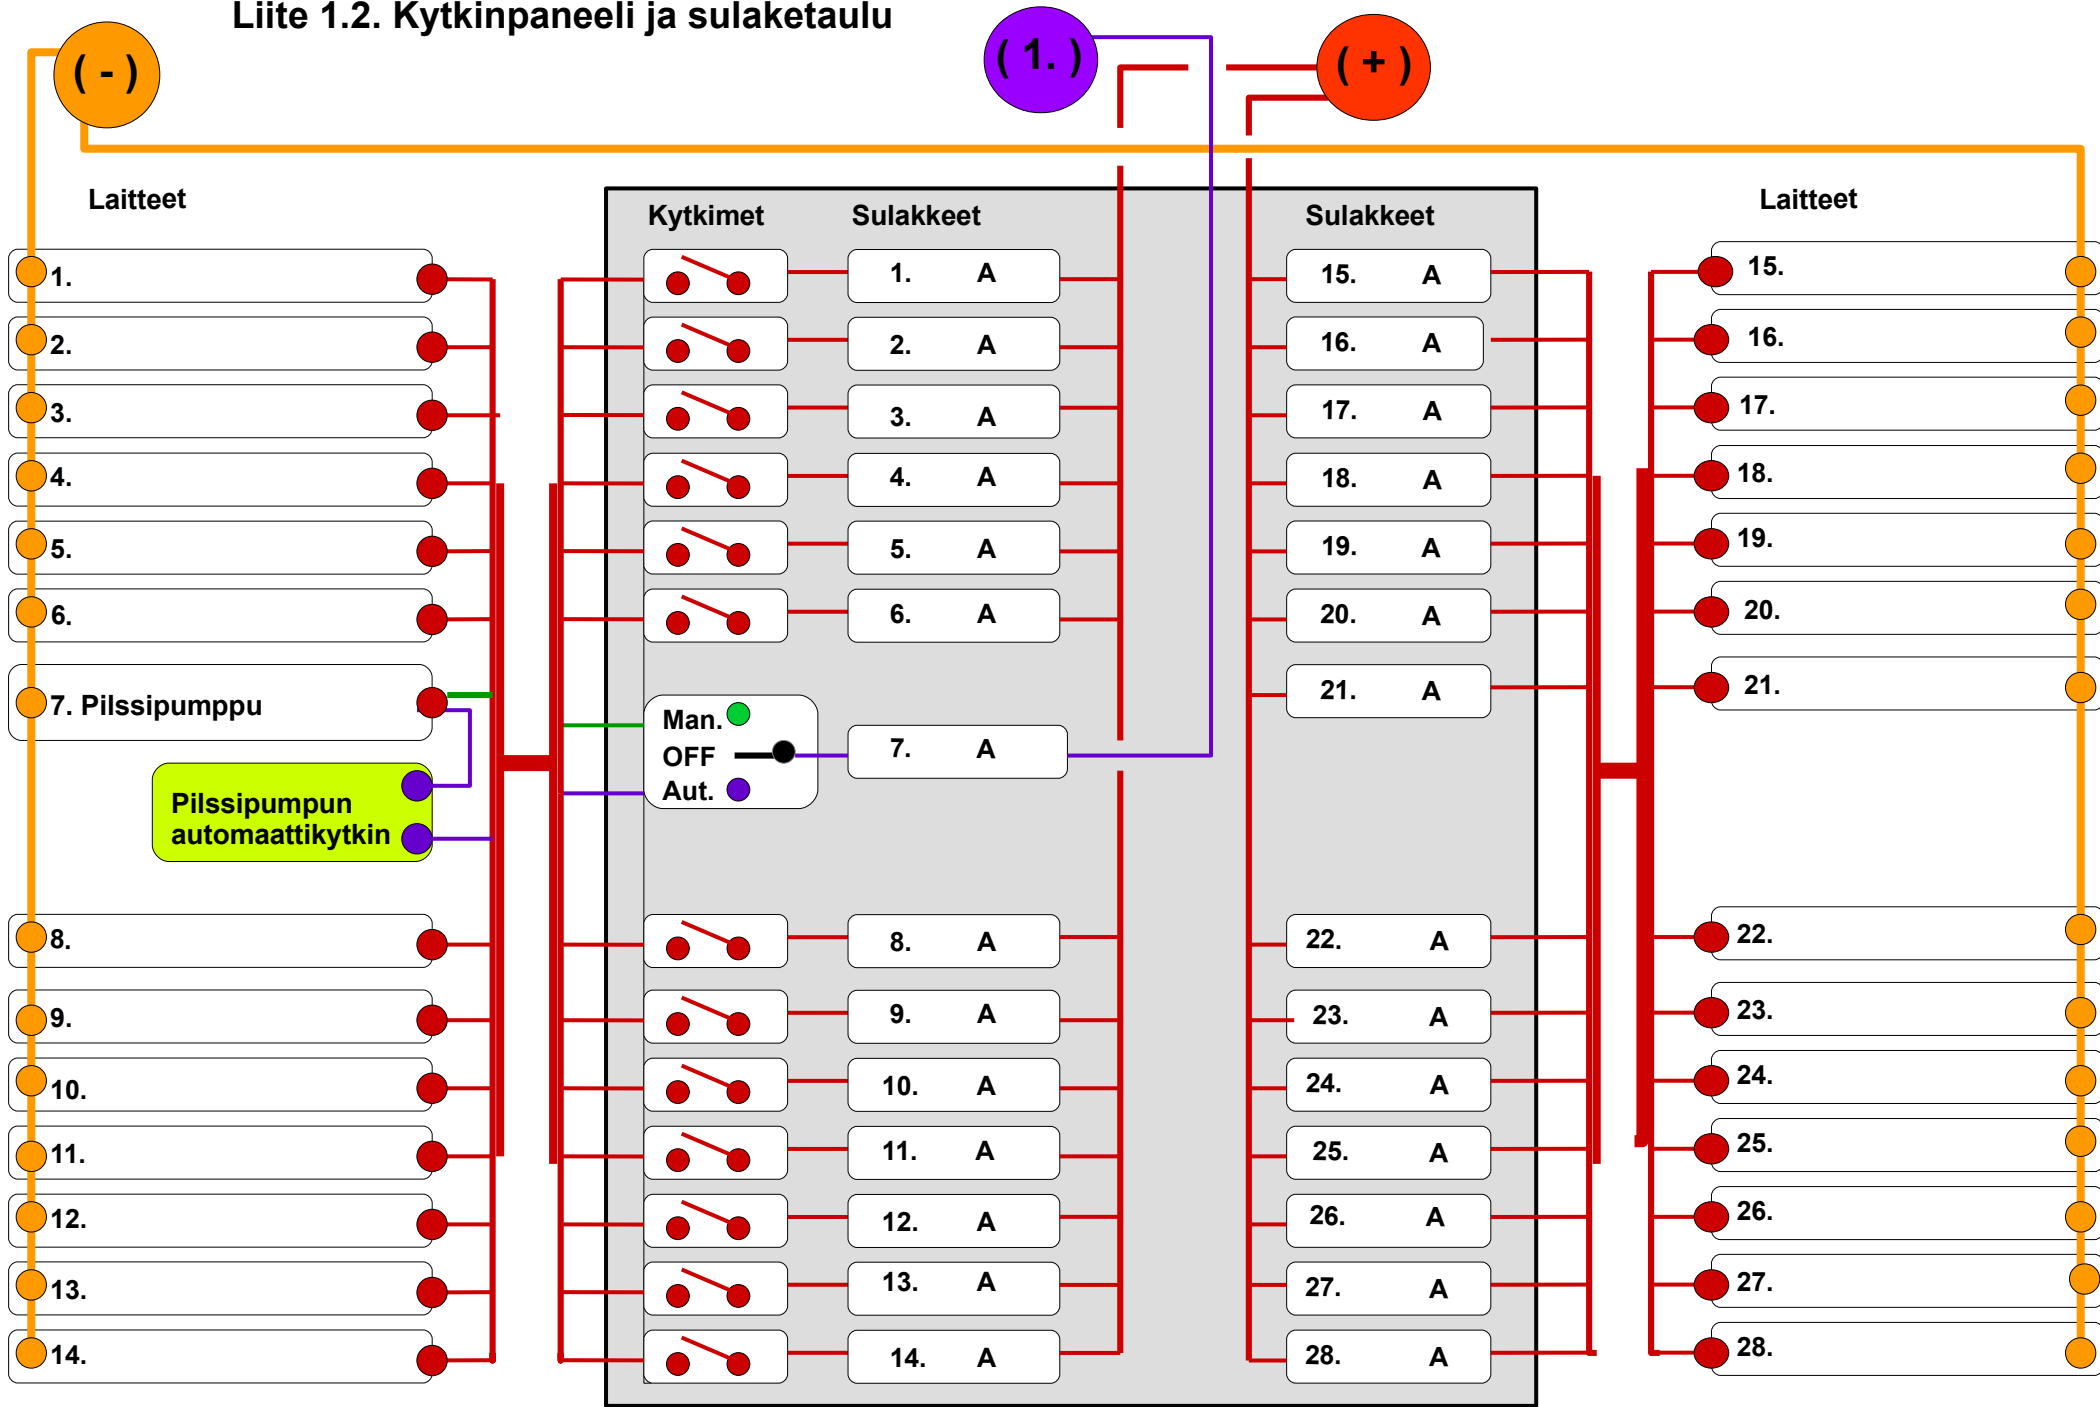 Liite 1.2. Kytkinpaneeli ja sulaketaulu
( - )
( 1. )
( + )
Laitteet
Kytkimet
Sulakkeet
Sulakkeet
Laitteet
1.
1. A
15. A
15.
2.
2. A
16. A
16.
3.
3. A
17. A
17.
4.
4. A
18. A
18.
5.
5. A
19. A
19.
6.
6. A
20. A
20.
7. Pilssipumppu
Man.
OFF
Aut.
7. A
21. A
21.
Pilssipumpun
automaattikytkin
8.
8. A
22. A
22.
9.
9. A
23. A
23.
10.
10. A
24. A
24.
11.
11. A
25. A
25.
12.
12. A
26. A
26.
13.
13. A
27. A
27.
14.
14. A
28. A
28.